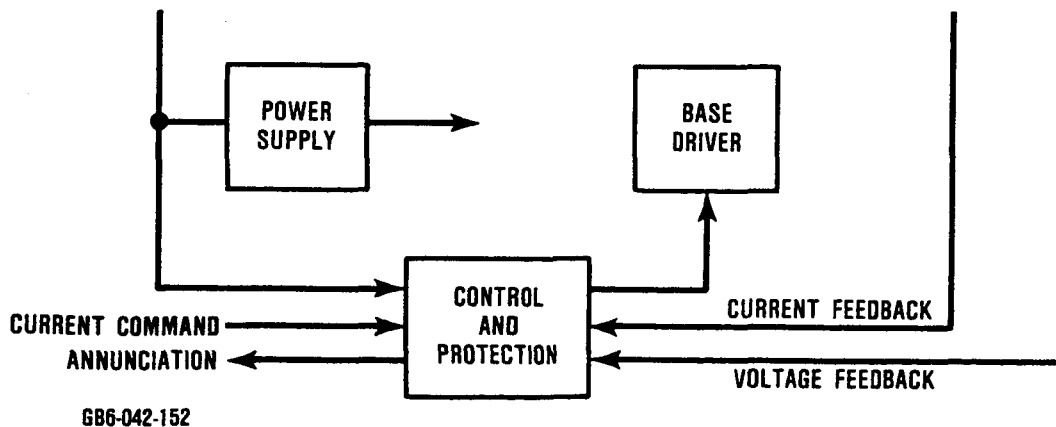 POWER
SUPPLY
BASE
DRIVER
CONTROL
AND
PROTECTION
CURRENT COMMAND
ANNUNCIATION
CURRENT FEEDBACK
VOLTAGE FEEDBACK
GB6-042-152